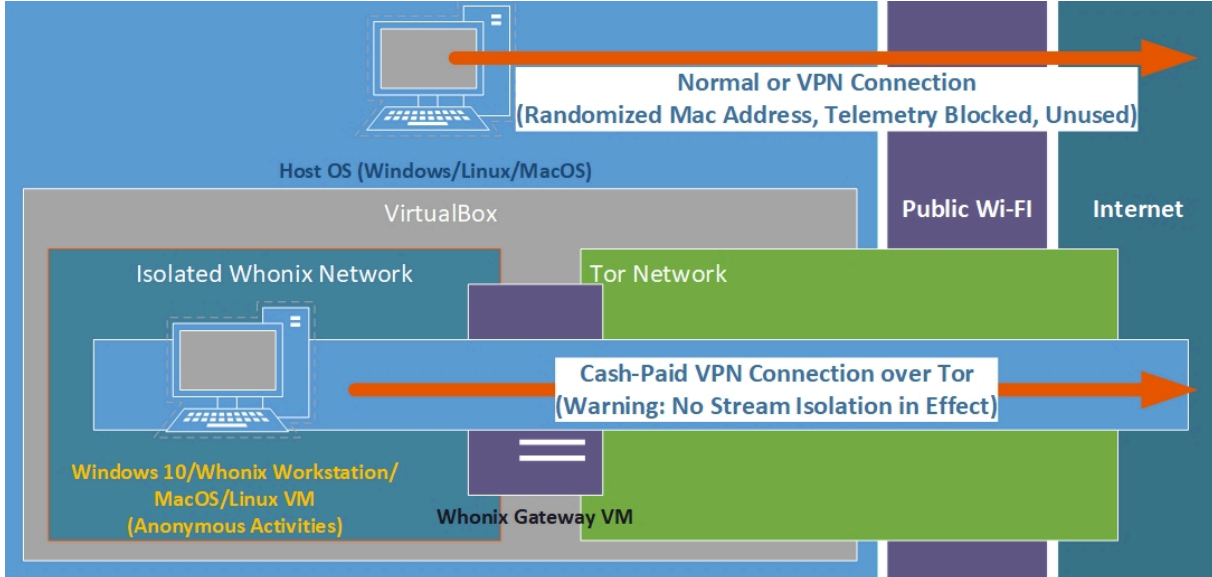 Normal or VPN Connection
(Randomized Mac Address, Telemetry Blocked, Unused)
Host OS (Windows/Linux/MacOS)
VirtualBox
Public Wi-FI
Internet
Isolated Whonix Network
Tor Network
Cash-Paid VPN Connection over Tor
(Warning: No Stream Isolation in Effect)
Windows 10/Whonix Workstation/
MacOS/Linux VM
(Anonymous Activities)
Whonix Gateway VM